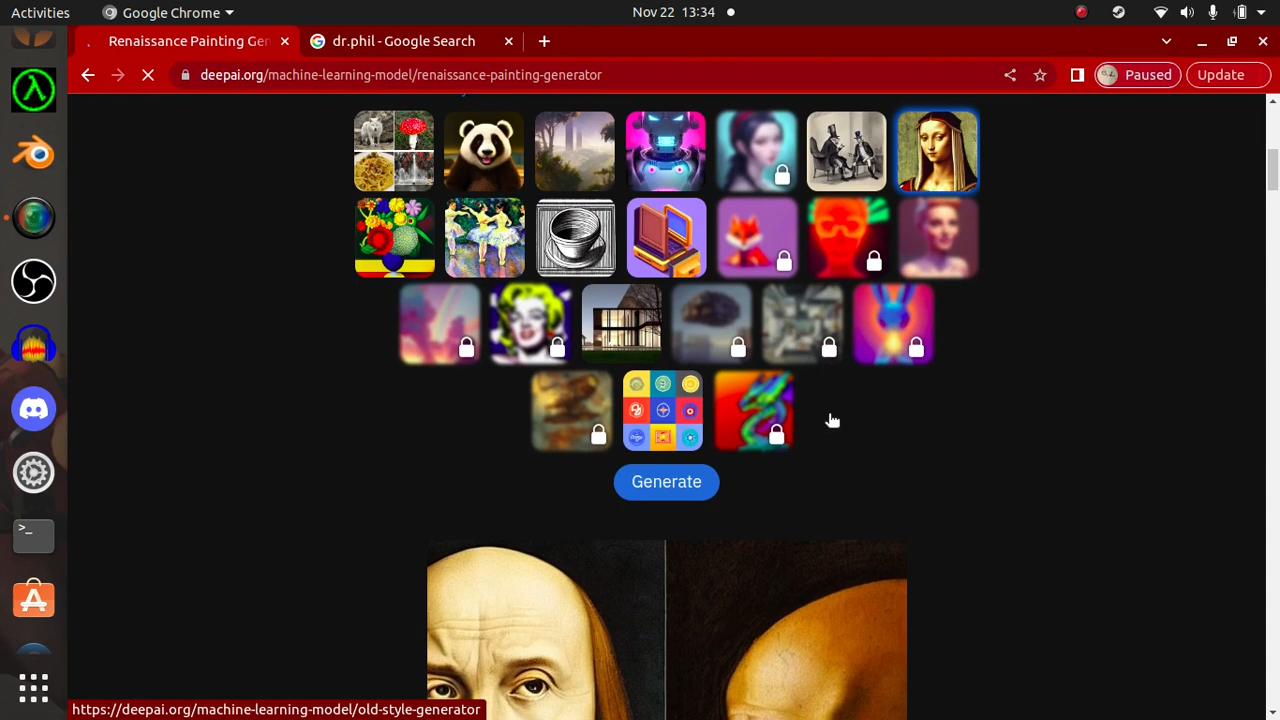 Activities
Google Chrome
Nov 22 13:34
Renaissance Painting Gen
dr.phil - Google Search
deepai.org/machine-learning-model/renaissance-painting-generator
Paused
Update
Generate
https://deepai.org/machine-learning-model/old-style-generator